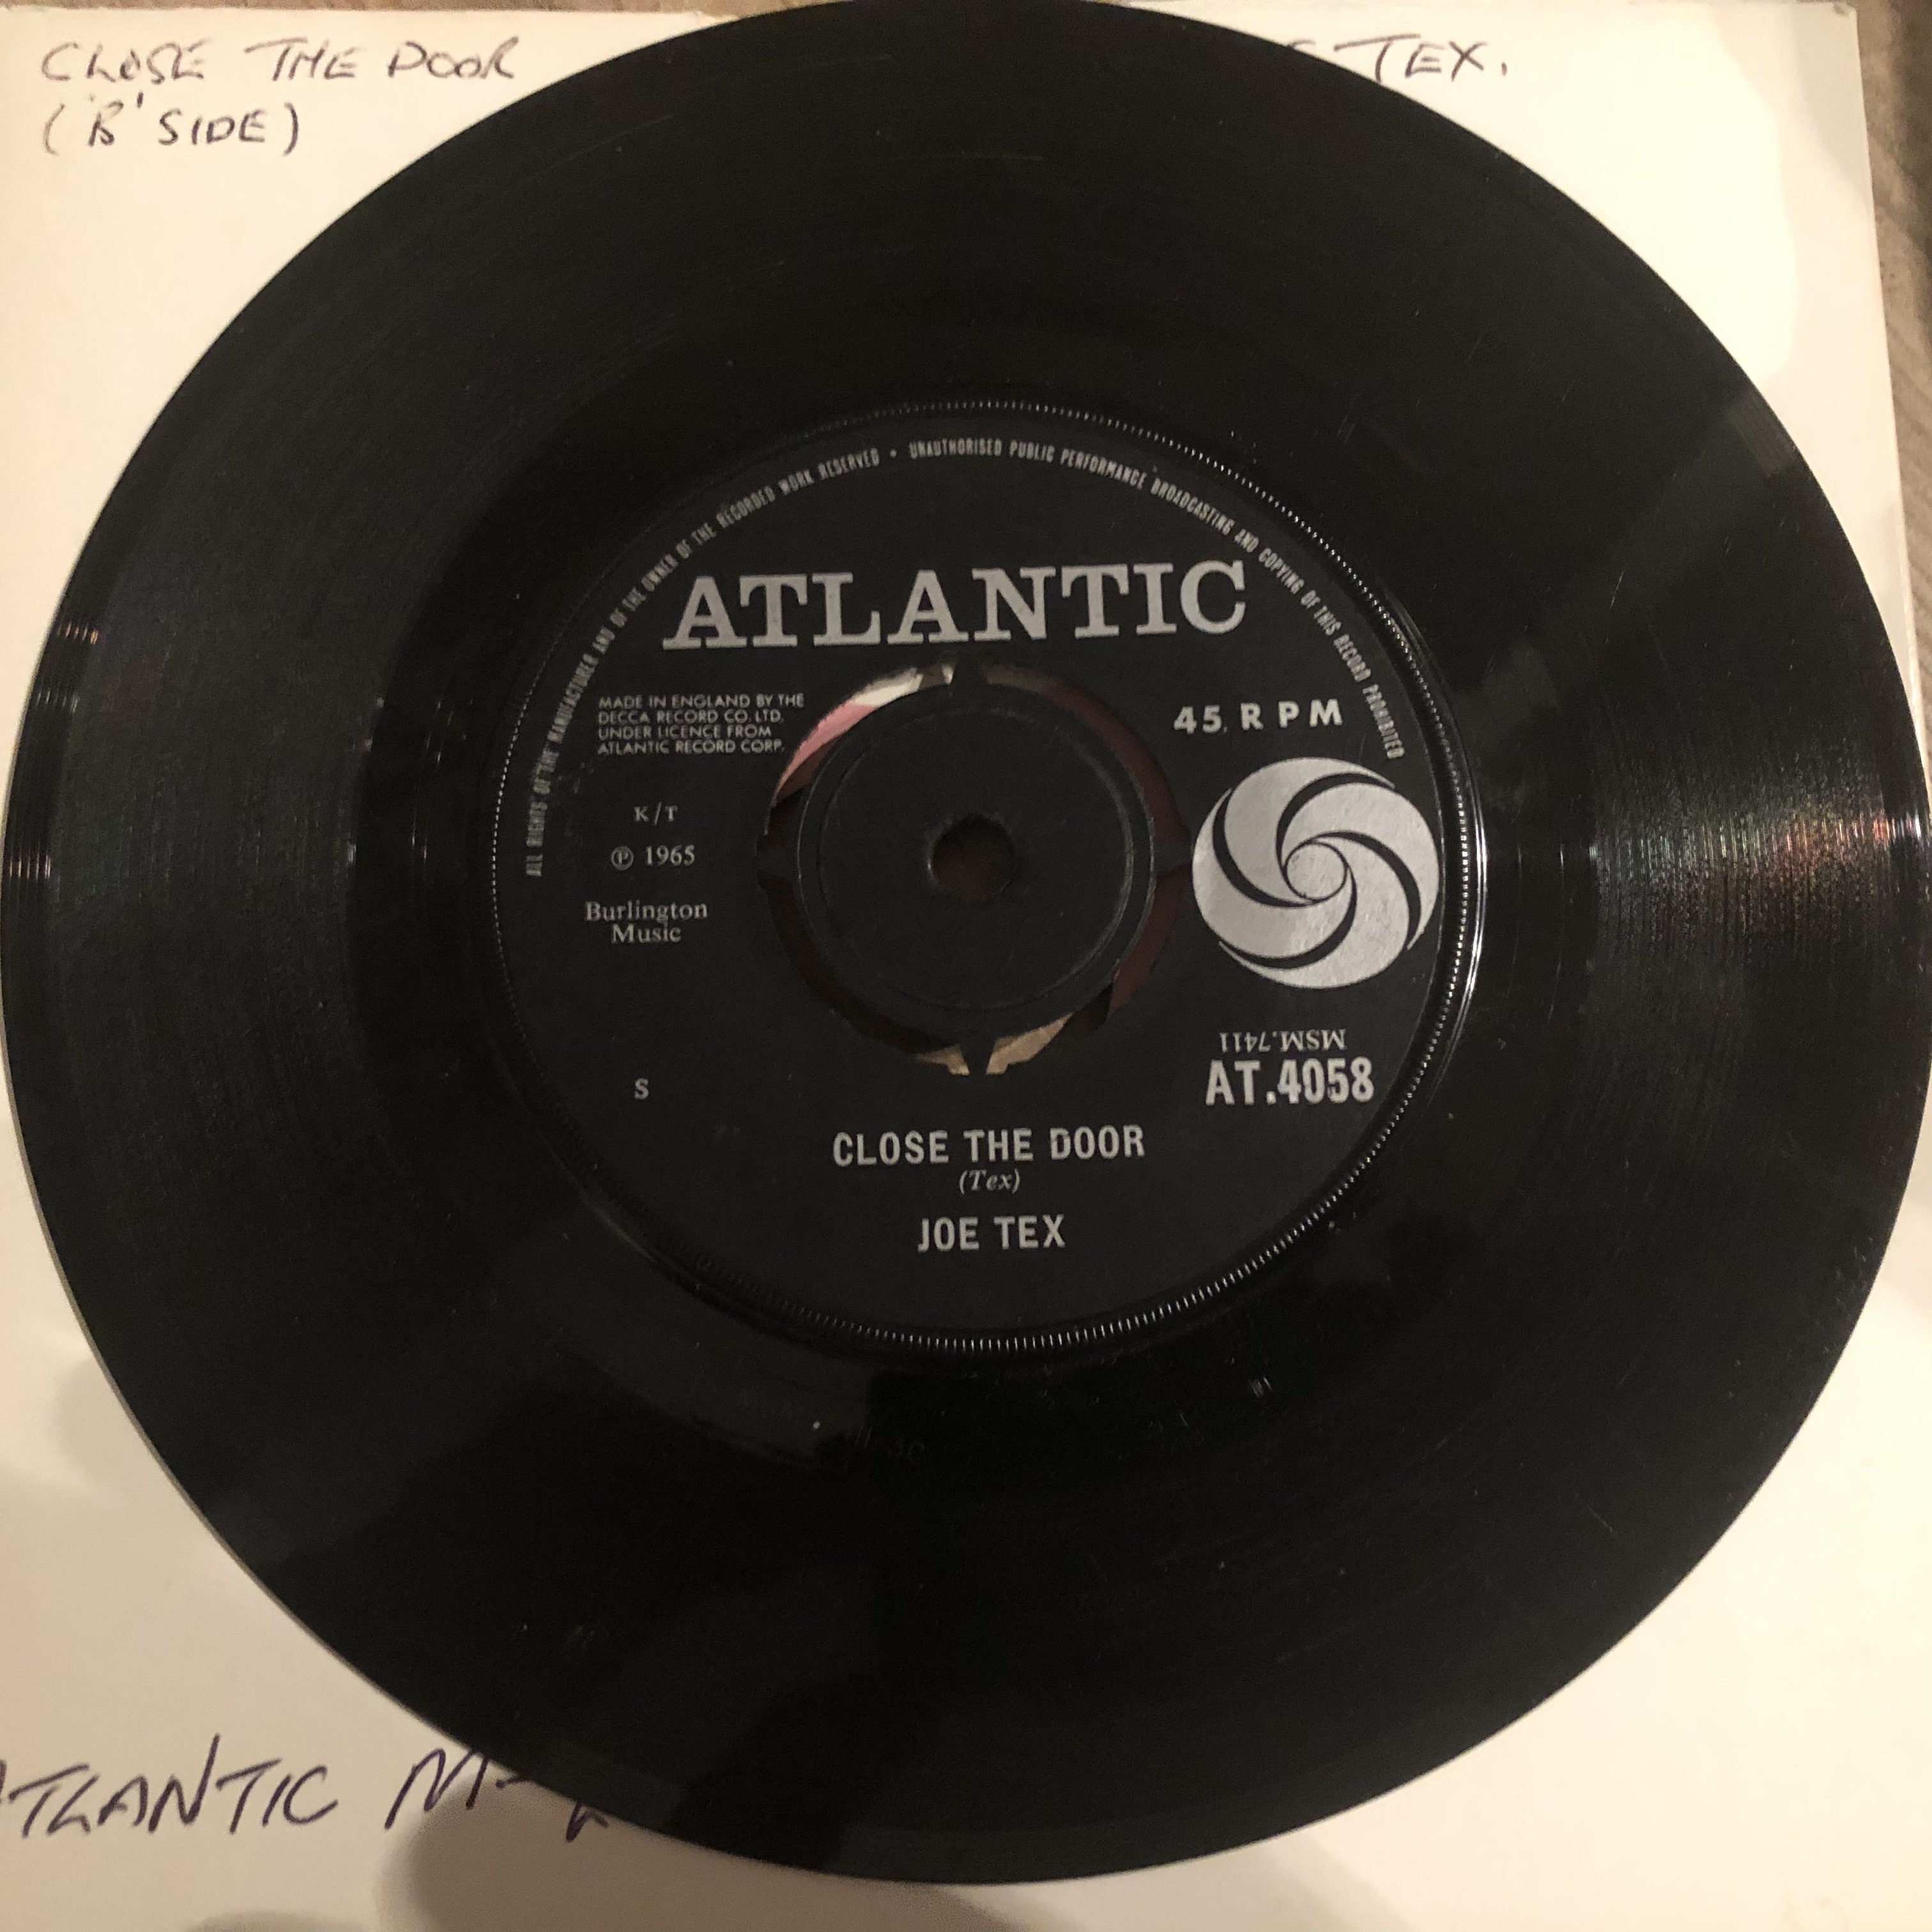 CLOSE THE DOOR
TEX.
('B' SIDE)
ALL RIGHTS OF THE MANUFACTURER AND OF THE OWNER OF THE RECORDED WORK RESERVED • UNAUTHORISED PUBLIC PERFORMANCE BROADCASTING AND COPYING OF THIS RECORD PROHIBITED
ATLANTIC
MADE IN ENGLAND BY THE
DECCA RECORD CO. LTD.
UNDER LICENCE FROM
ATLANTIC RECORD CORP.
45 RPM
K/T
℗ 1965
Burlington
Music
MSM.7411
AT.4058
S
CLOSE THE DOOR
(Tex)
JOE TEX
ATLANTIC